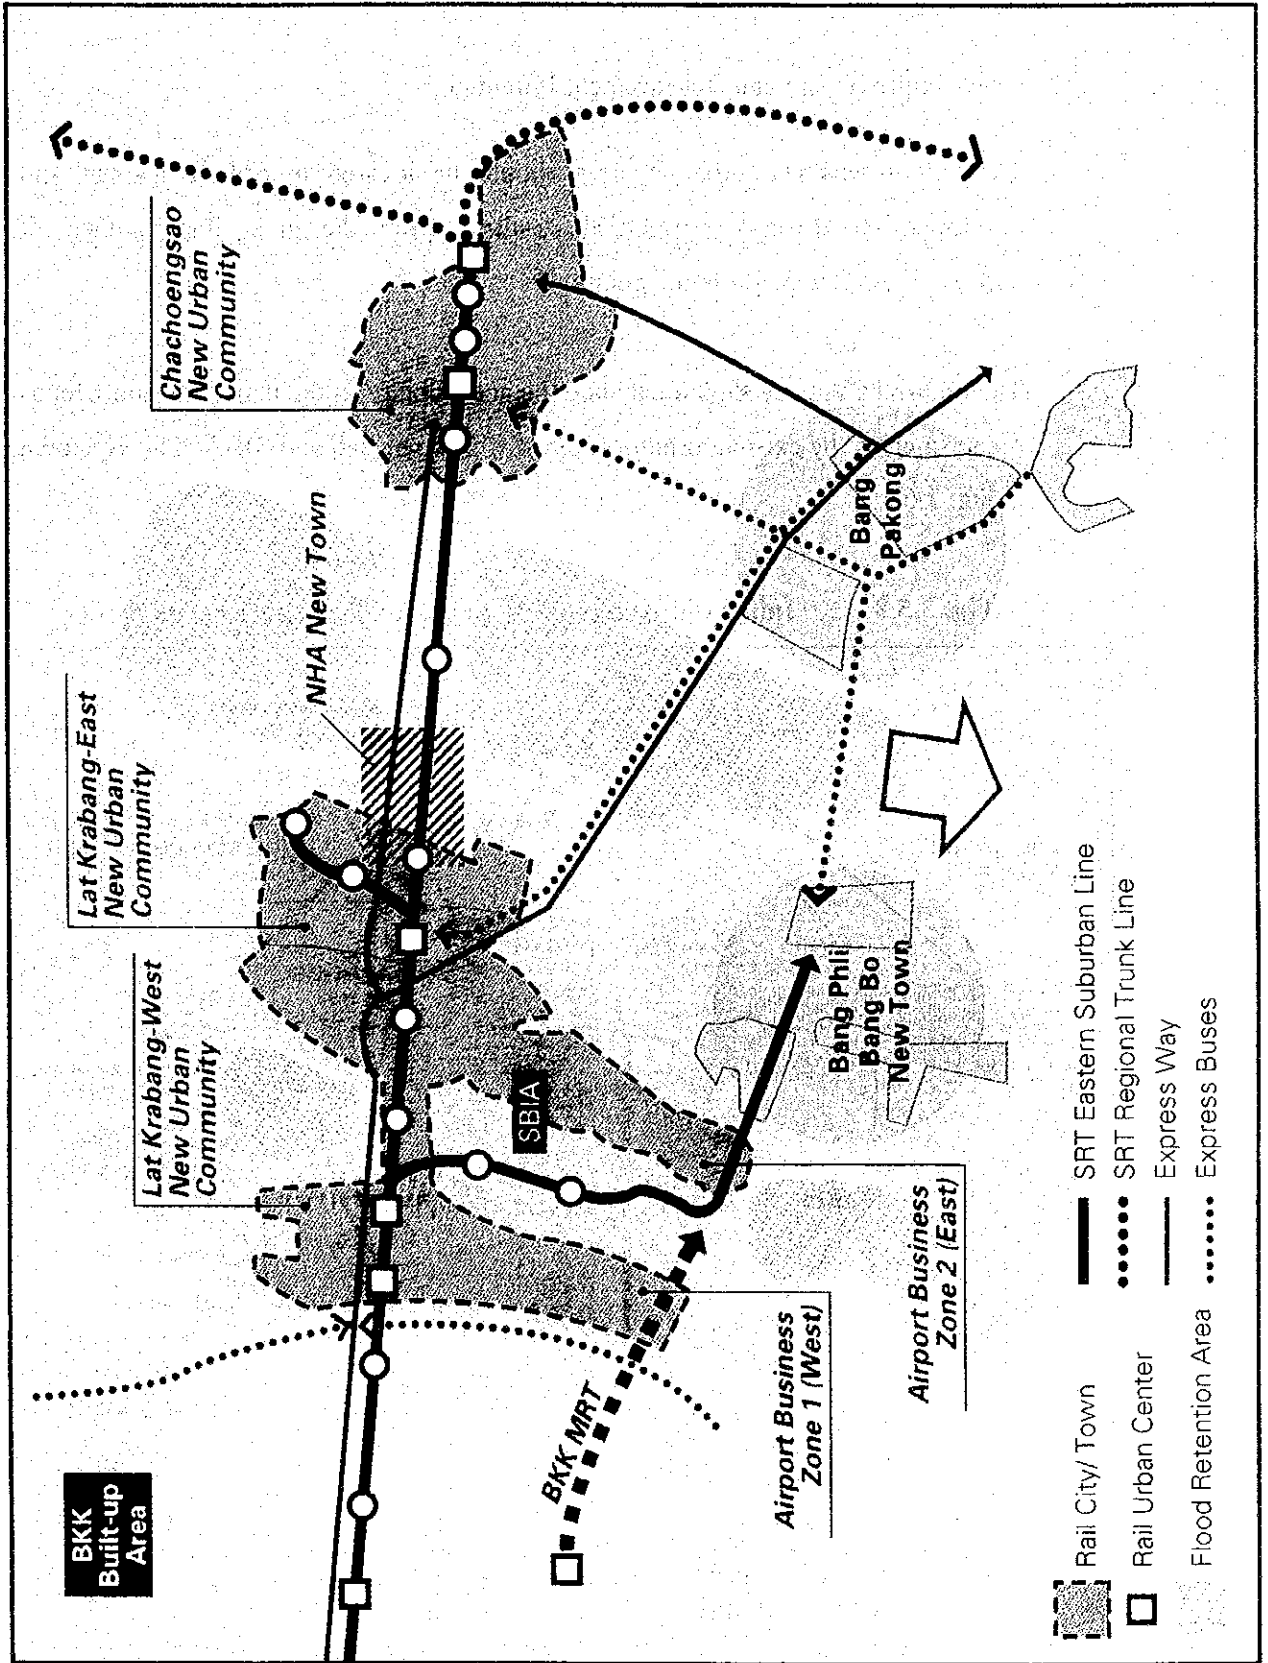 BKK
Built-up
Area
Lat Krabang-West
New Urban
Community
Lat Krabang-East
New Urban
Community
NHA New Town
Chachoengsao
New Urban
Community
SBIA
BKK MRT
Airport Business
Zone 1 (West)
Airport Business
Zone 2 (East)
Bang Phli
Bang Bo
New Town
Bang
Pakong
Rail City/ Town
Rail Urban Center
Flood Retention Area
SRT Eastern Suburban Line
SRT Regional Trunk Line
Express Way
Express Buses